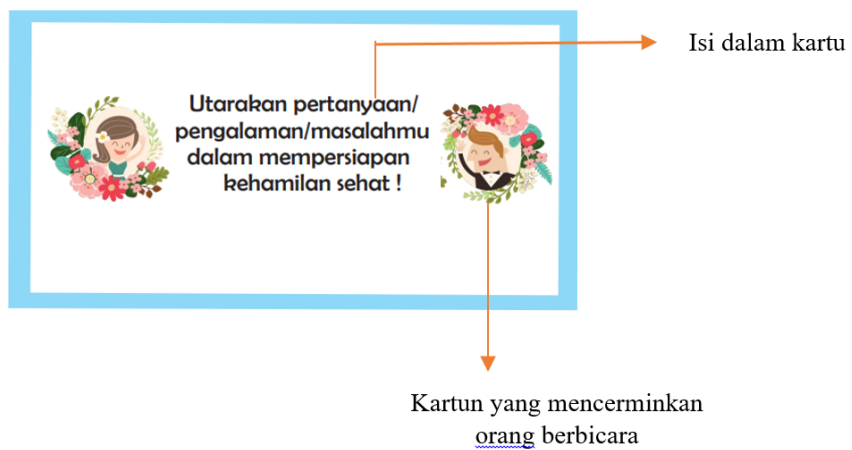 Isi dalam kartu
Utarakan pertanyaan/
pengalaman/masalahmu
dalam mempersiapan
kehamilan sehat !
Kartun yang mencerminkan
orang berbicara